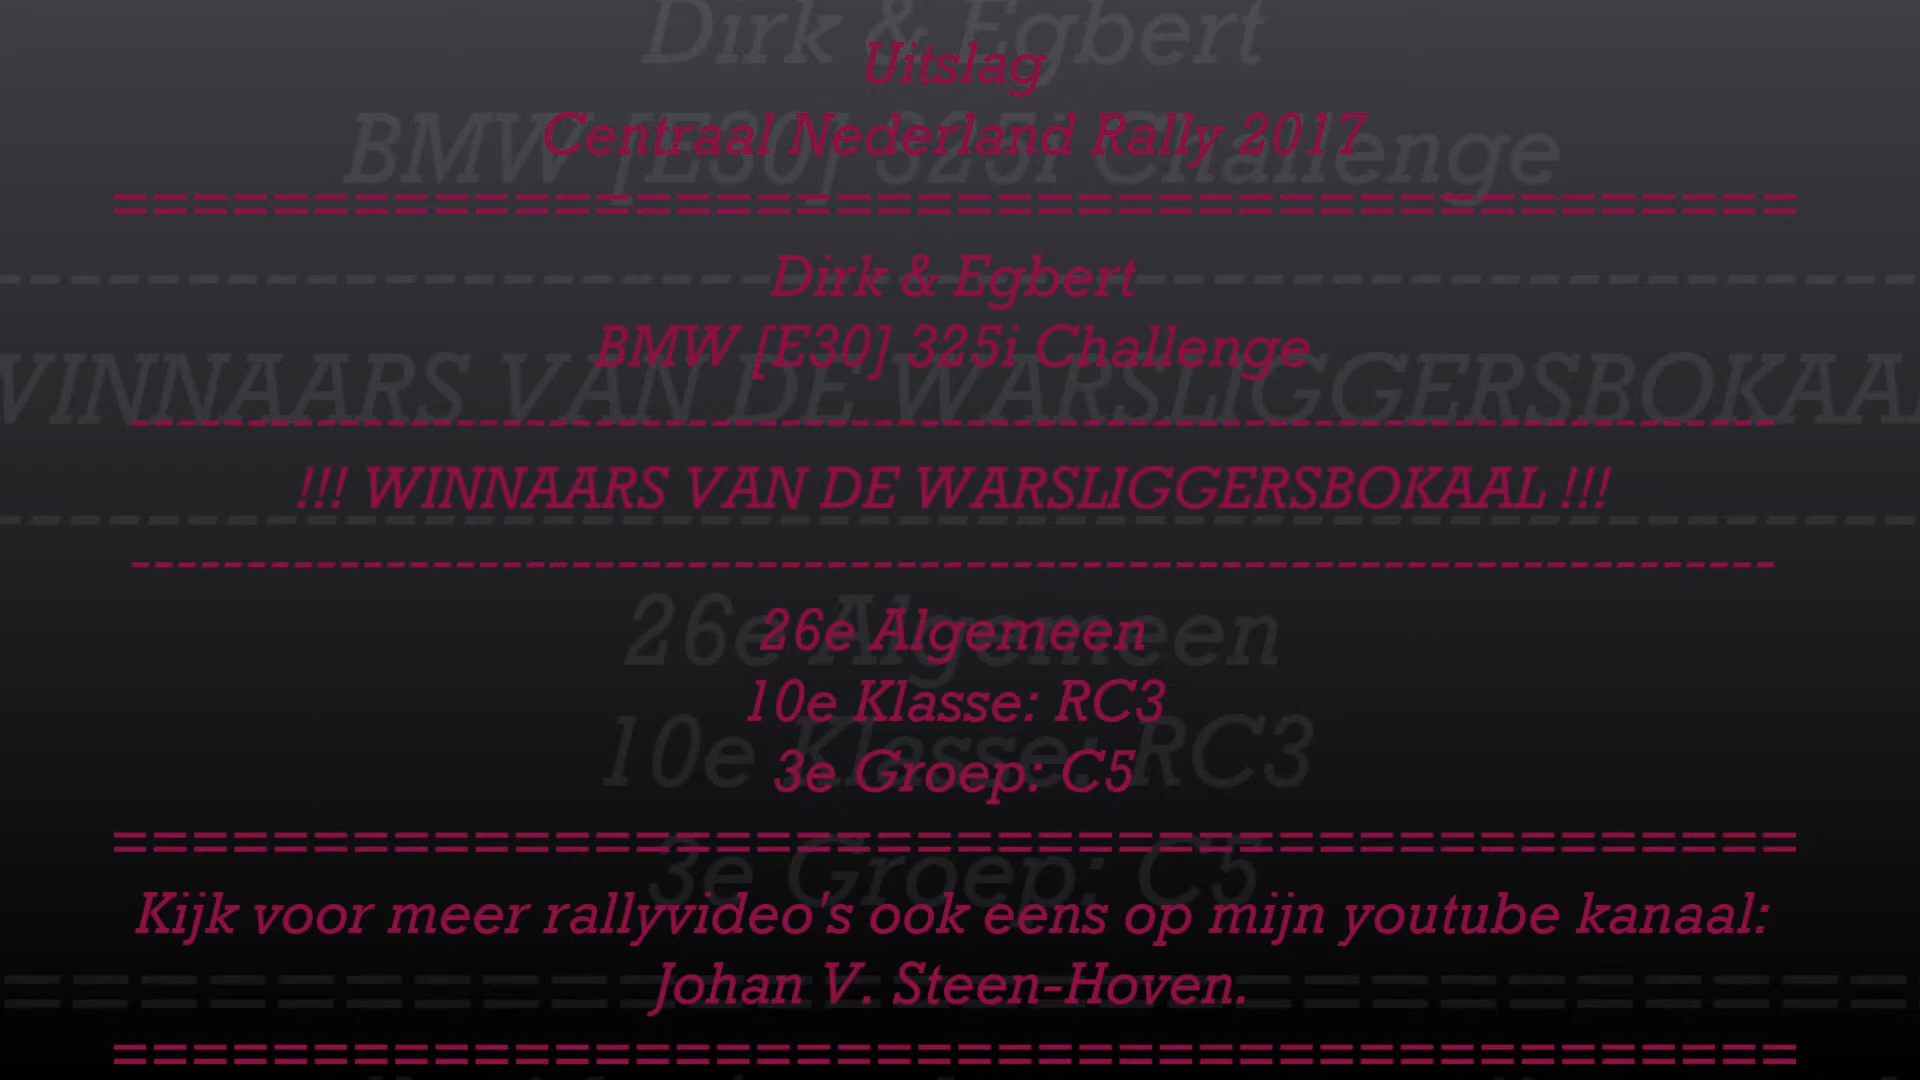 Uitslag
Centraal Nederland Rally 2017
==========================================
Dirk & Egbert
BMW [E30] 325i Challenge
-----------------------------------------------------------------------
!!! WINNAARS VAN DE WARSLIGGERSBOKAAL !!!
-----------------------------------------------------------------------
26e Algemeen
10e Klasse: RC3
3e Groep: C5
==========================================
Kijk voor meer rallyvideo's ook eens op mijn youtube kanaal:
Johan V. Steen-Hoven.
==========================================